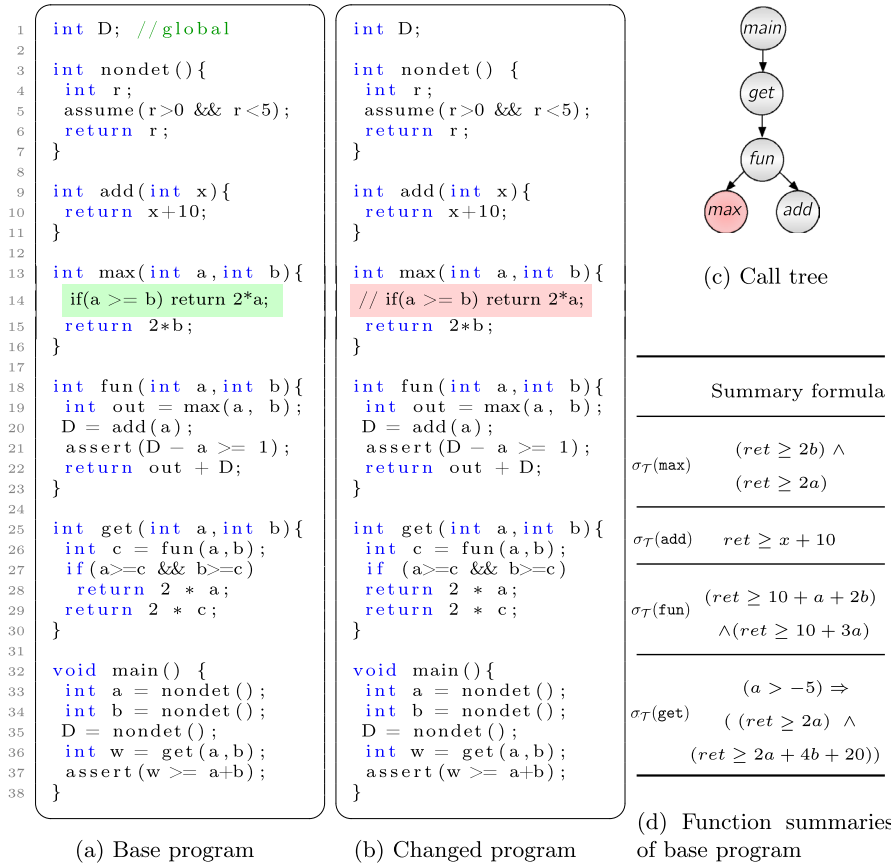 1 int D; //global
2
3 int nondet(){
4 int r;
5 assume(r>0 && r<5);
6 return r;
7 }
8
9 int add(int x){
10 return x+10;
11 }
12
13 int max(int a,int b){
14 if(a >= b) return 2*a;
15 return 2*b;
16 }
17
18 int fun(int a,int b){
19 int out = max(a, b);
20 D = add(a);
21 assert(D − a >= 1);
22 return out + D;
23 }
24
25 int get(int a,int b){
26 int c = fun(a,b);
27 if(a>=c && b>=c)
28 return 2 * a;
29 return 2 * c;
30 }
31
32 void main() {
33 int a = nondet();
34 int b = nondet();
35 D = nondet();
36 int w = get(a,b);
37 assert(w >= a+b);
38 }
(a) Base program
int D;
int nondet() {
int r;
assume(r>0 && r<5);
return r;
}
int add(int x){
return x+10;
}
int max(int a,int b){
// if(a >= b) return 2*a;
return 2*b;
}
int fun(int a,int b){
int out = max(a, b);
D = add(a);
assert(D − a >= 1);
return out + D;
}
int get(int a,int b){
int c = fun(a,b);
if (a>=c && b>=c)
return 2 * a;
return 2 * c;
}
void main(){
int a = nondet();
int b = nondet();
D = nondet();
int w = get(a,b);
assert(w >= a+b);
}
(b) Changed program
main
get
fun
max add
(c) Call tree
Summary formula
σ𝒯(max) (ret ≥ 2b) ∧
(ret ≥ 2a)
σ𝒯(add) ret ≥ x + 10
σ𝒯(fun) (ret ≥ 10 + a + 2b)
∧(ret ≥ 10 + 3a)
σ𝒯(get) (a > −5) ⇒
( (ret ≥ 2a) ∧
(ret ≥ 2a + 4b + 20))
(d) Function summaries
of base program